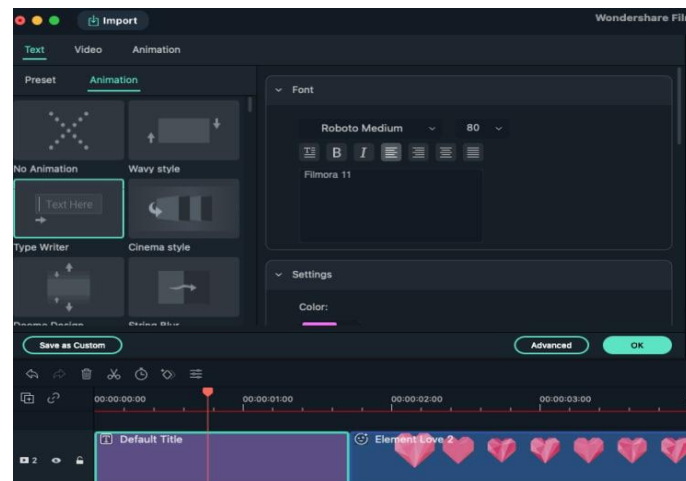 Import
Wondershare Fil
Text Video Animation
Preset Animation
Font
Roboto Medium 80
B I
Filmora 11
No Animation Wavy style
Text Here
Type Writer Cinema style
Settings
Color:
Save as Custom Advanced OK
00:00:00:00 00:00:01:00 00:00:02:00 00:00:03:00
T Default Title Element Love 2
2